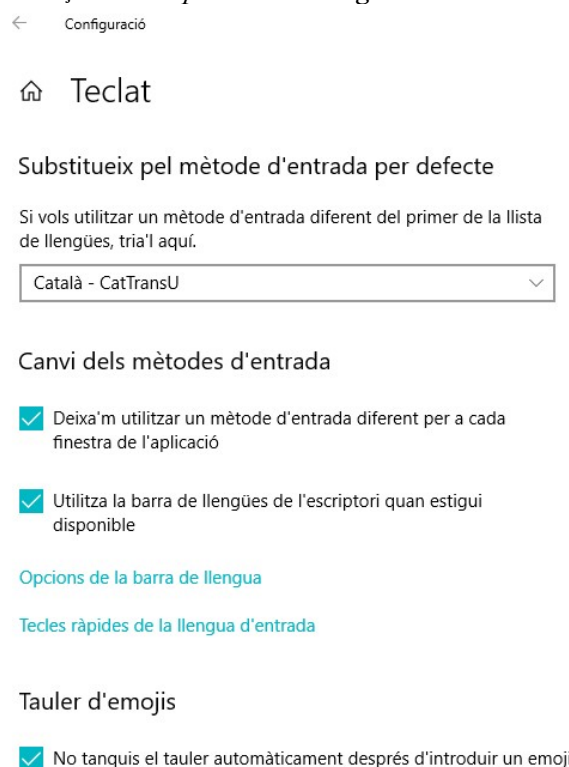 Configuració
Teclat
Substitueix pel mètode d'entrada per defecte
Si vols utilitzar un mètode d'entrada diferent del primer de la llista
de llengües, tria'l aquí.
Català - CatTransU
Canvi dels mètodes d'entrada
Deixa'm utilitzar un mètode d'entrada diferent per a cada
finestra de l'aplicació
Utilitza la barra de llengües de l'escriptori quan estigui
disponible
Opcions de la barra de llengua
Tecles ràpides de la llengua d'entrada
Tauler d'emojis
No tanquis el tauler automàticament després d'introduir un emoji